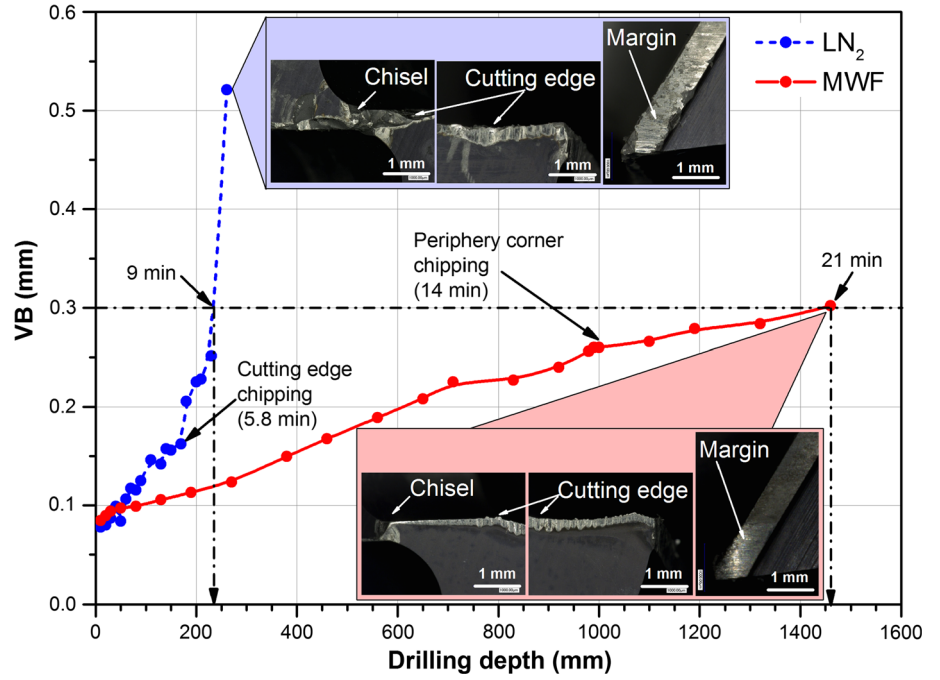 LN2
MWF
Chisel
Cutting edge
Margin
1 mm
1 mm
1 mm
0.6
0.5
0.4
0.3
0.2
0.1
0.0
VB (mm)
9 min
Cutting edge
chipping
(5.8 min)
Periphery corner
chipping
(14 min)
21 min
Chisel
Cutting edge
Margin
1 mm
1 mm
1 mm
0
200
400
600
800
1000
1200
1400
1600
Drilling depth (mm)